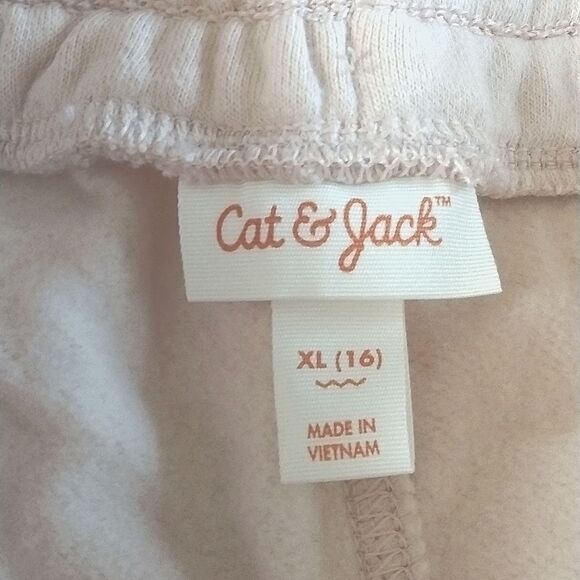 Cat & Jack™
XL (16)
MADE IN
VIETNAM